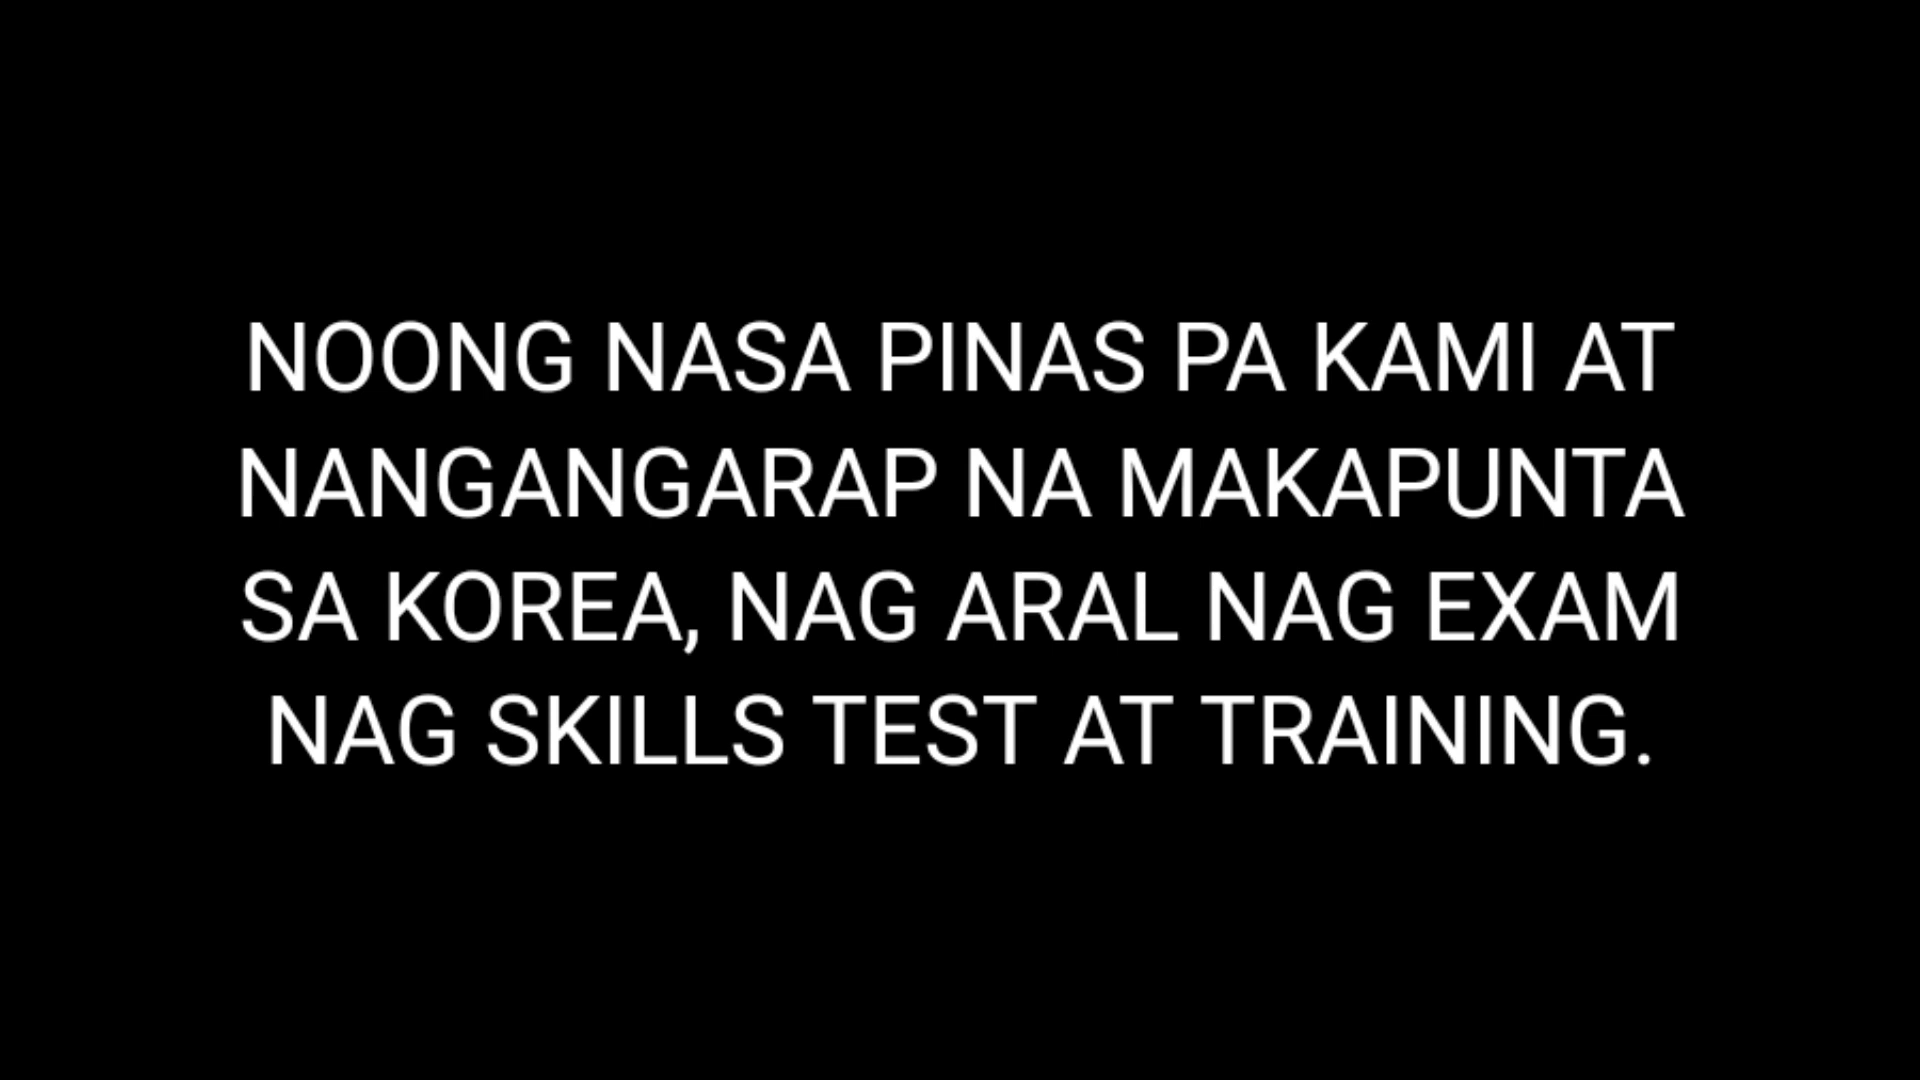 NOONG NASA PINAS PA KAMI AT
NANGANGARAP NA MAKAPUNTA
SA KOREA, NAG ARAL NAG EXAM
NAG SKILLS TEST AT TRAINING.